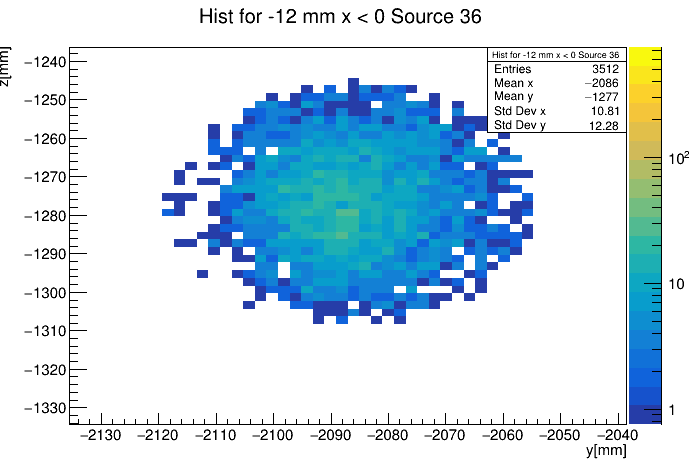 Hist for -12 mm x < 0 Source 36
z[mm]
Hist for -12 mm x < 0 Source 36
Entries 3512
Mean x −2086
Mean y −1277
Std Dev x 10.81
Std Dev y 12.28
−1240
−1250
−1260
−1270
−1280
−1290
−1300
−1310
−1320
−1330
10²
10
1
−2130 −2120 −2110 −2100 −2090 −2080 −2070 −2060 −2050 −2040
y[mm]